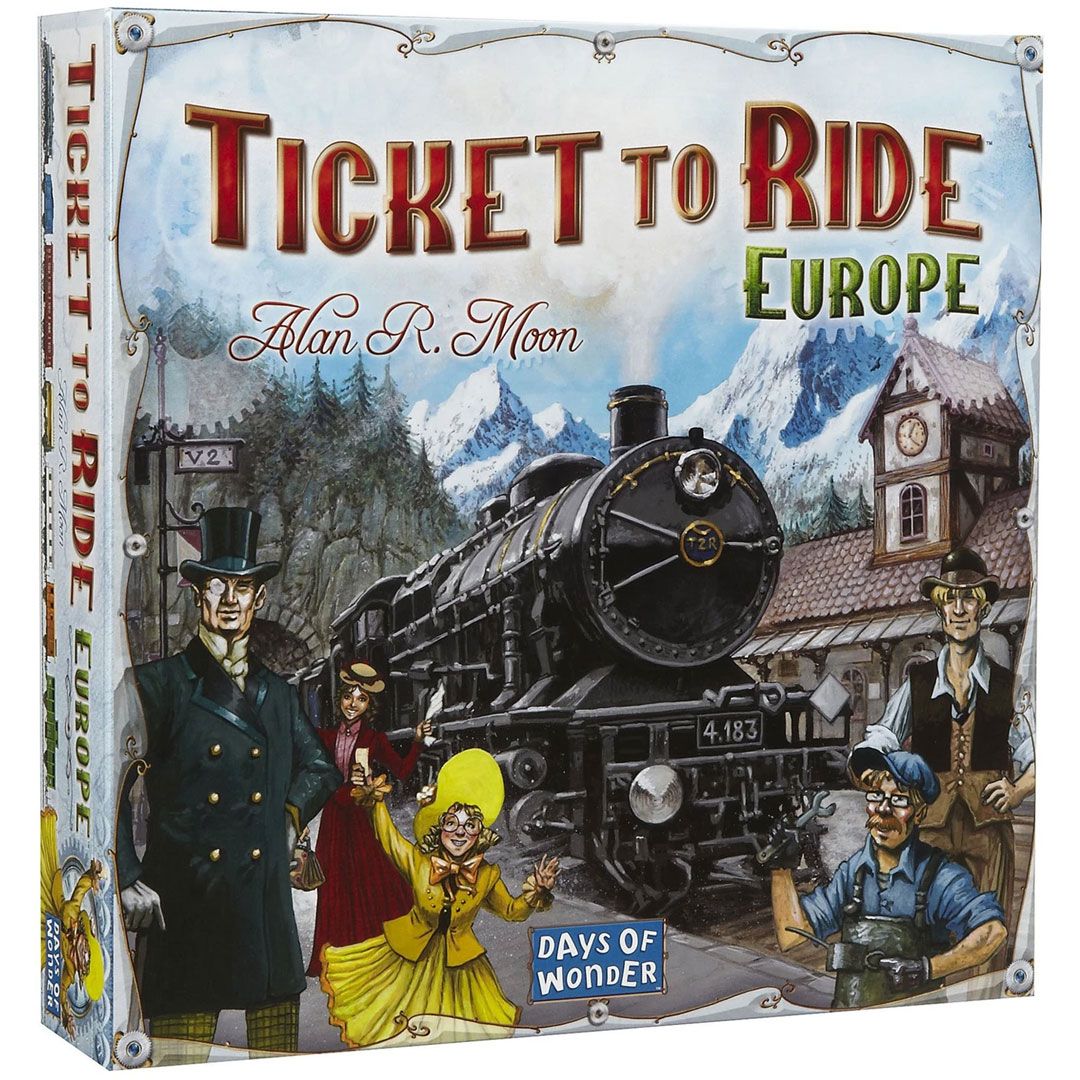 TICKET TO RIDE™
EUROPE
Alan R. Moon
V2
T2R
4.183
DAYS OF
WONDER
TICKET TO RIDE EUROPE
Alan R. Moon
DAYS OF
WONDER